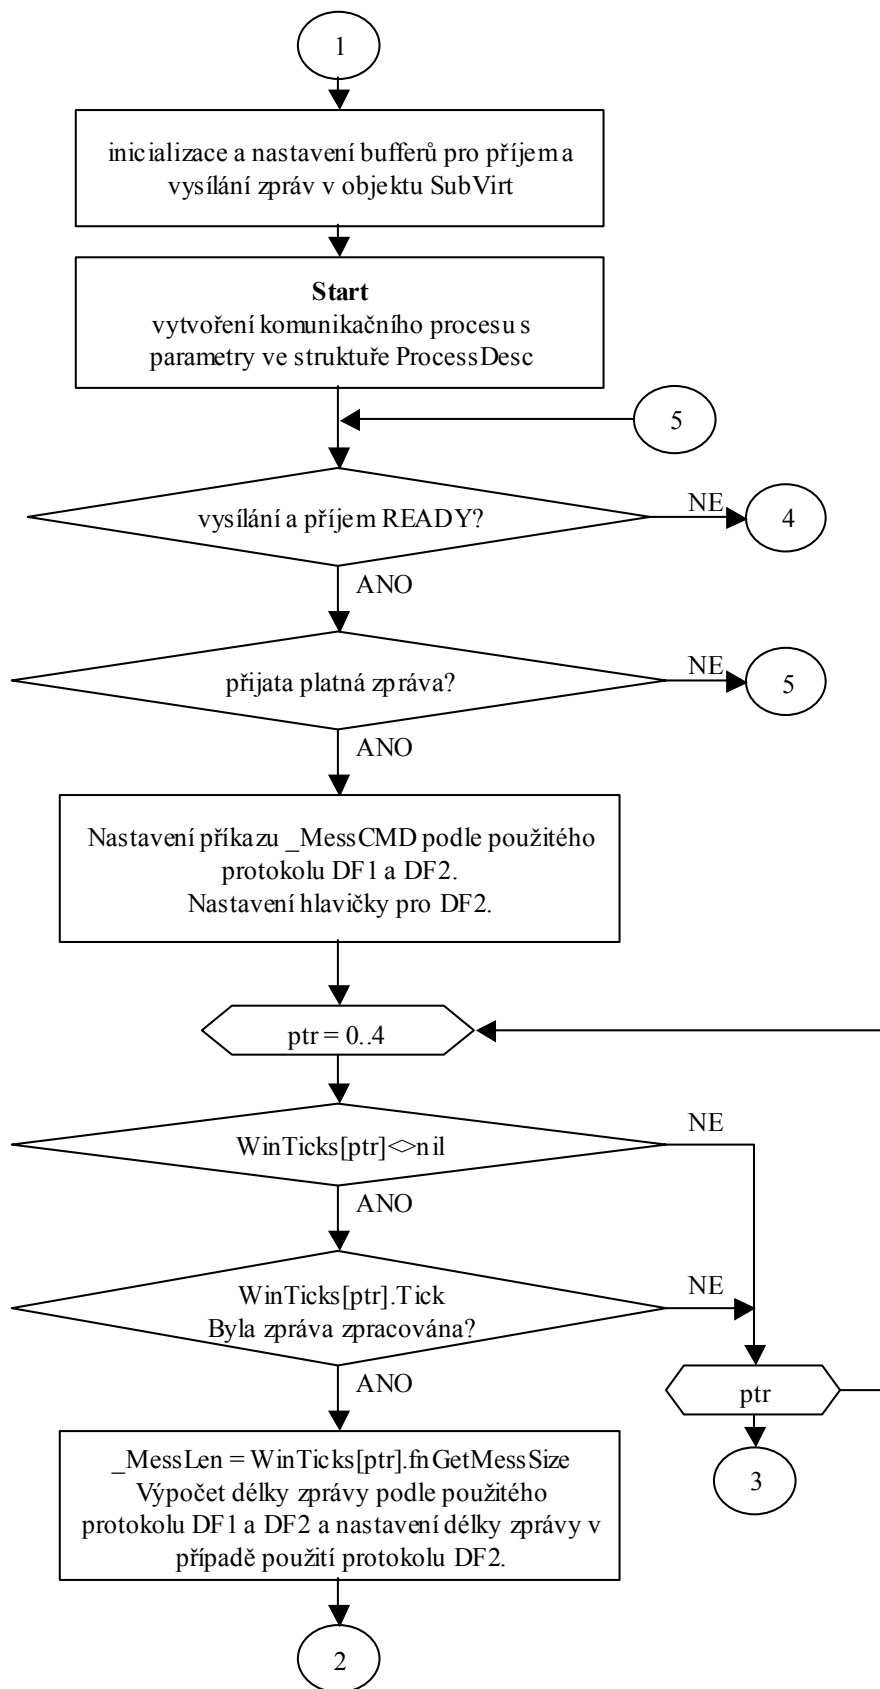 1
inicializace a nastavení bufferů pro příjem a
vysílání zpráv v objektu SubVirt
Start
vytvoření komunikačního procesu s
parametry ve struktuře ProcessDesc
5
vysílání a příjem READY?
NE
4
ANO
přijata platná zpráva?
NE
5
ANO
Nastavení příkazu _MessCMD podle použitého
protokolu DF1 a DF2.
Nastavení hlavičky pro DF2.
ptr = 0..4
WinTicks[ptr]<>nil
NE
ANO
WinTicks[ptr].Tick
Byla zpráva zpracována?
NE
ANO
ptr
_MessLen = WinTicks[ptr].fnGetMessSize
Výpočet délky zprávy podle použitého
protokolu DF1 a DF2 a nastavení délky zprávy v
případě použití protokolu DF2.
3
2